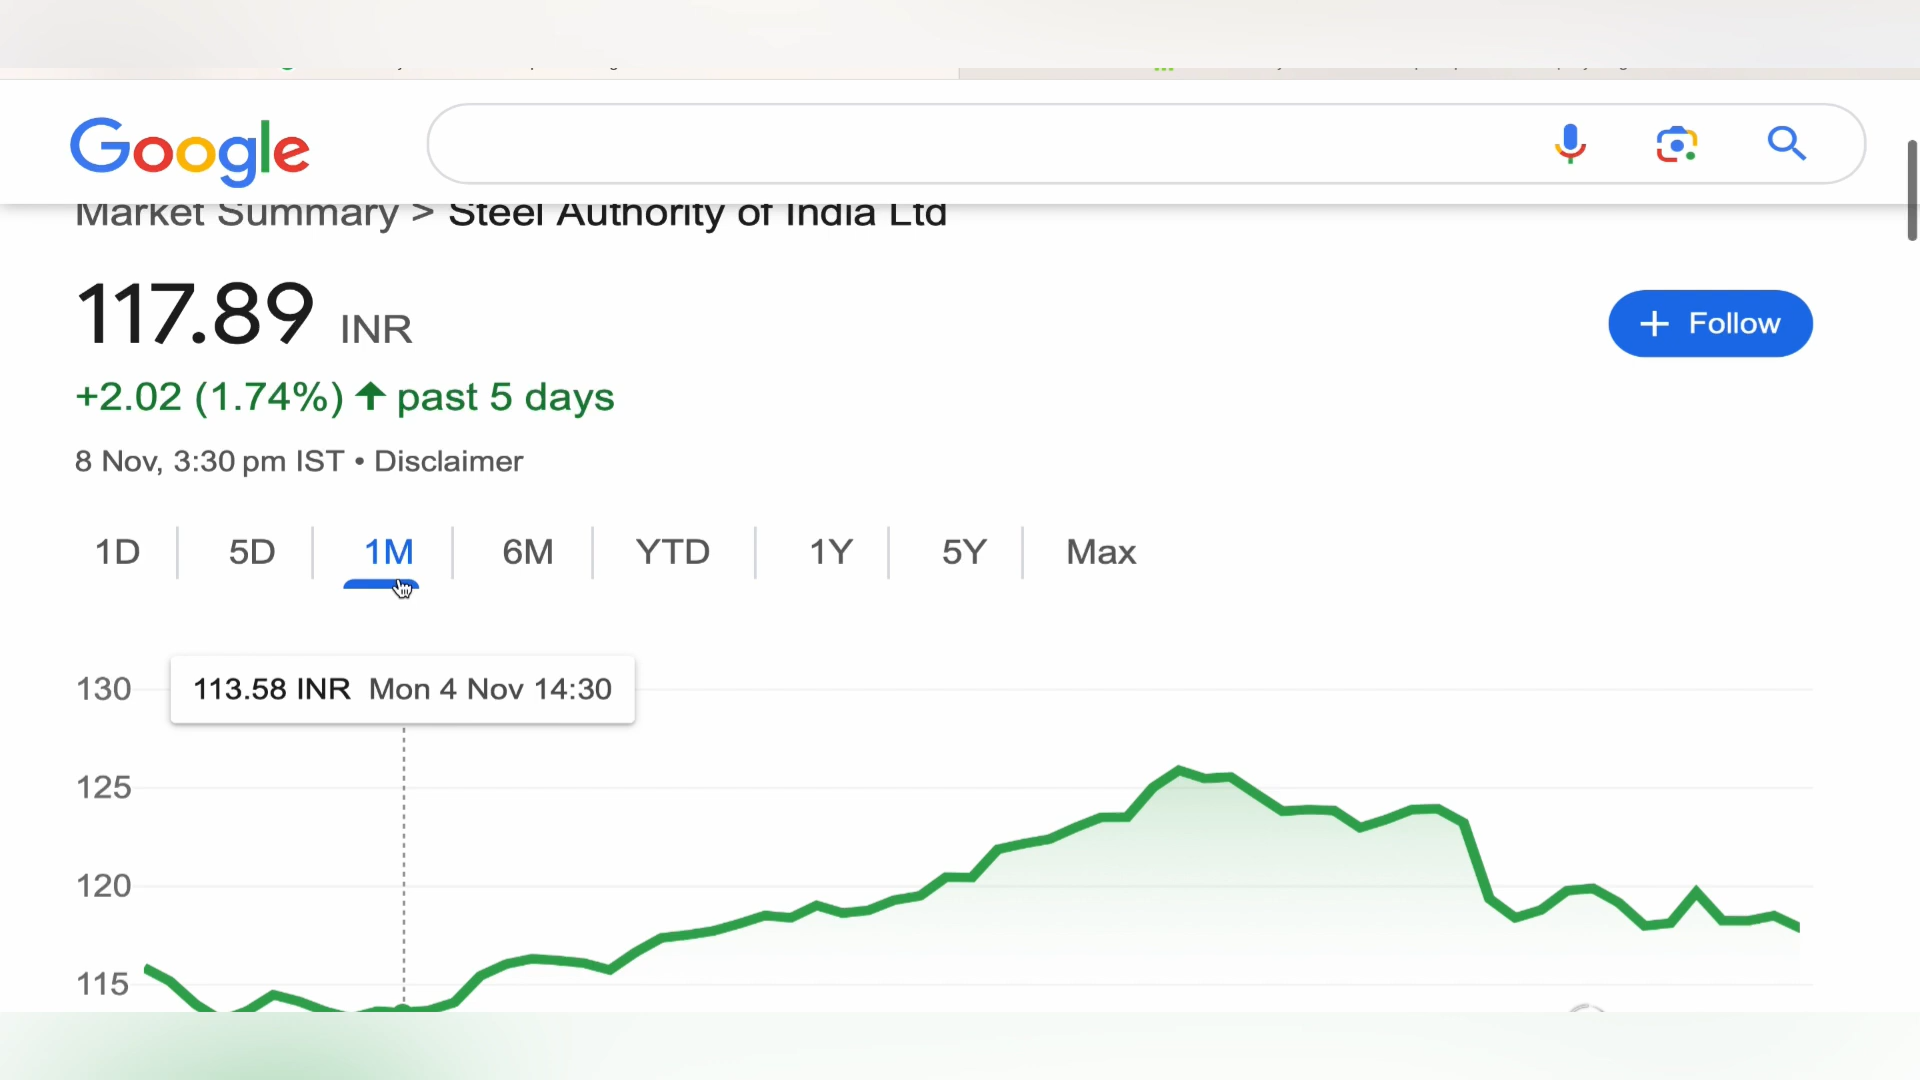 Google
Market Summary > Steel Authority of India Ltd
117.89 INR
+ Follow
+2.02 (1.74%) ↑ past 5 days
8 Nov, 3:30 pm IST • Disclaimer
1D 5D 1M 6M YTD 1Y 5Y Max
130
113.58 INR Mon 4 Nov 14:30
125
120
115